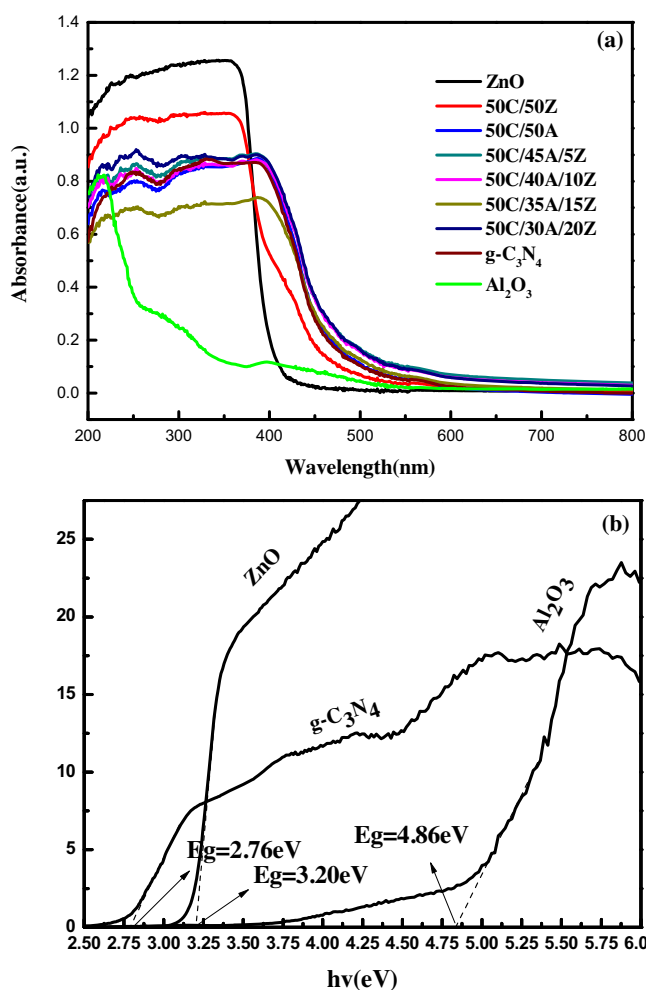 (a)
1.4
1.2
1.0
0.8
0.6
0.4
0.2
0.0
Absorbance(a.u.)
ZnO
50C/50Z
50C/50A
50C/45A/5Z
50C/40A/10Z
50C/35A/15Z
50C/30A/20Z
g-C3N4
Al2O3
200 300 400 500 600 700 800
Wavelength(nm)
(b)
25
20
15
10
5
0
ZnO
Al2O3
g-C3N4
Eg=2.76eV
Eg=3.20eV
Eg=4.86eV
2.50 2.75 3.00 3.25 3.50 3.75 4.00 4.25 4.50 4.75 5.00 5.25 5.50 5.75 6.0
hv(eV)